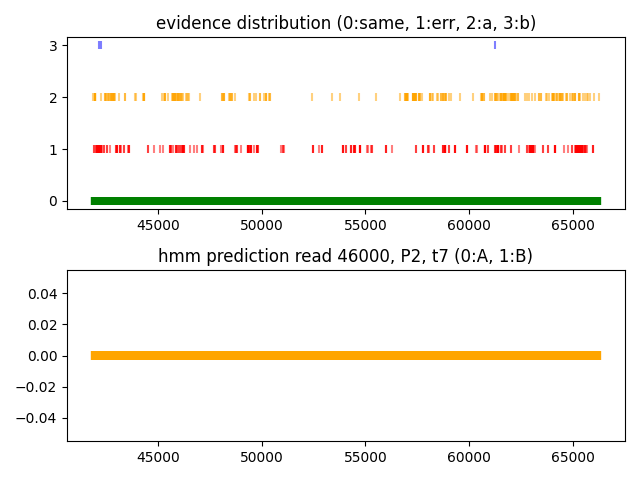 evidence distribution (0:same, 1:err, 2:a, 3:b)
3
2
1
0
45000 50000 55000 60000 65000
hmm prediction read 46000, P2, t7 (0:A, 1:B)
0.04
0.02
0.00
−0.02
−0.04
45000 50000 55000 60000 65000